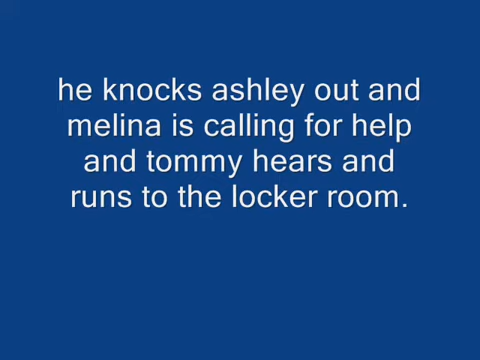 he knocks ashley out and
melina is calling for help
and tommy hears and
runs to the locker room.